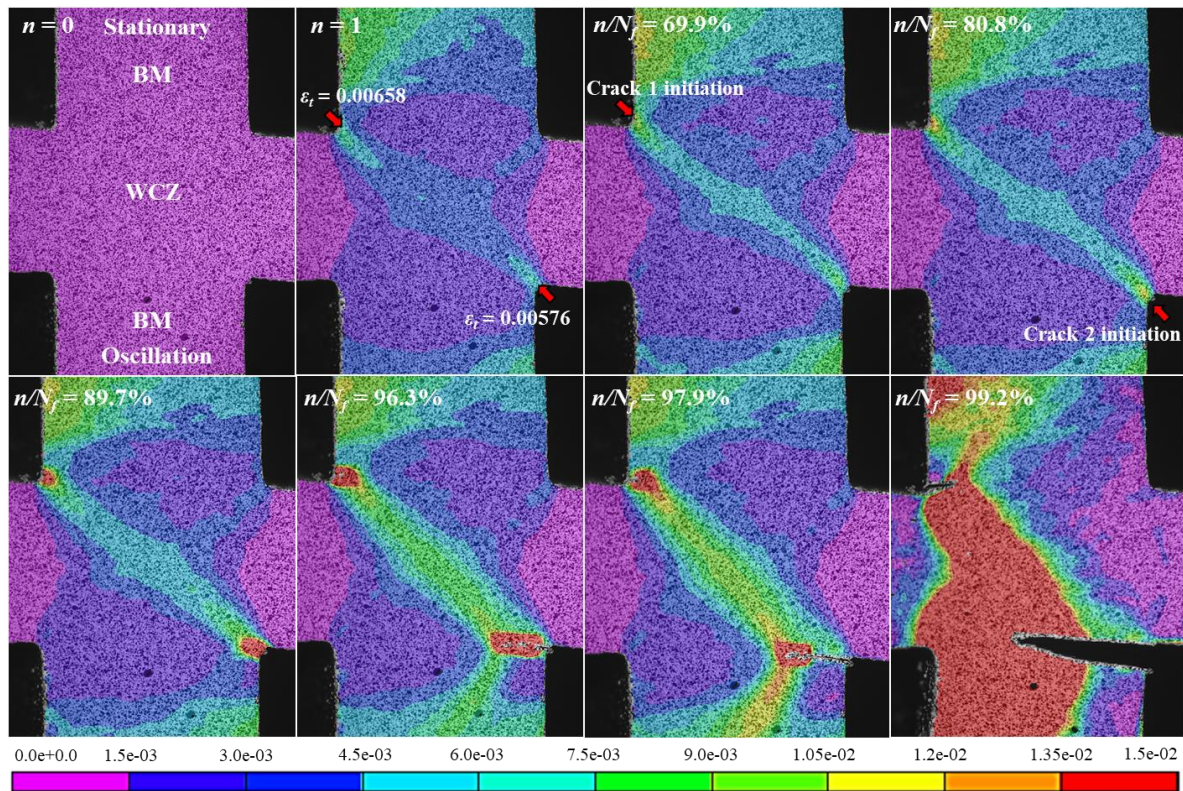 n = 0
Stationary
BM
WCZ
BM
Oscillation
n = 1
εt = 0.00658
εt = 0.00576
n/Nf = 69.9%
Crack 1 initiation
n/Nf = 80.8%
Crack 2 initiation
n/Nf = 89.7%
n/Nf = 96.3%
n/Nf = 97.9%
n/Nf = 99.2%
0.0e+0.0 1.5e-03 3.0e-03 4.5e-03 6.0e-03 7.5e-03 9.0e-03 1.05e-02 1.2e-02 1.35e-02 1.5e-02